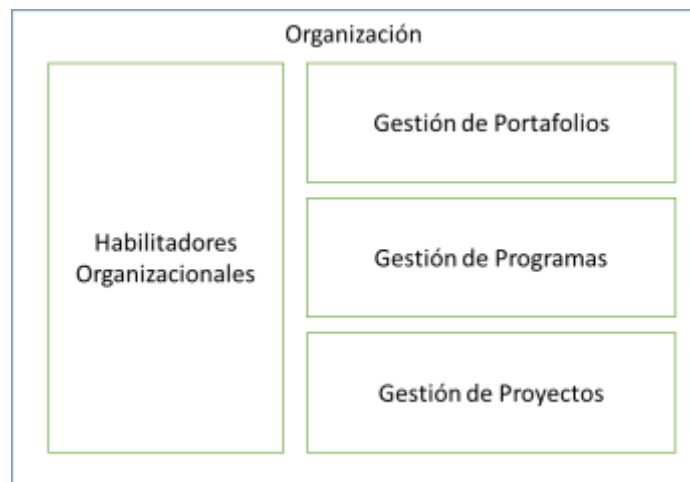 Organización
Habilitadores
Organizacionales
Gestión de Portafolios
Gestión de Programas
Gestión de Proyectos